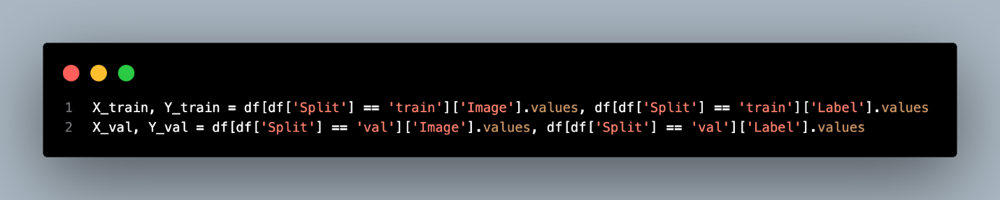 1 X_train, Y_train = df[df['Split'] == 'train']['Image'].values, df[df['Split'] == 'train']['Label'].values
2 X_val, Y_val = df[df['Split'] == 'val']['Image'].values, df[df['Split'] == 'val']['Label'].values